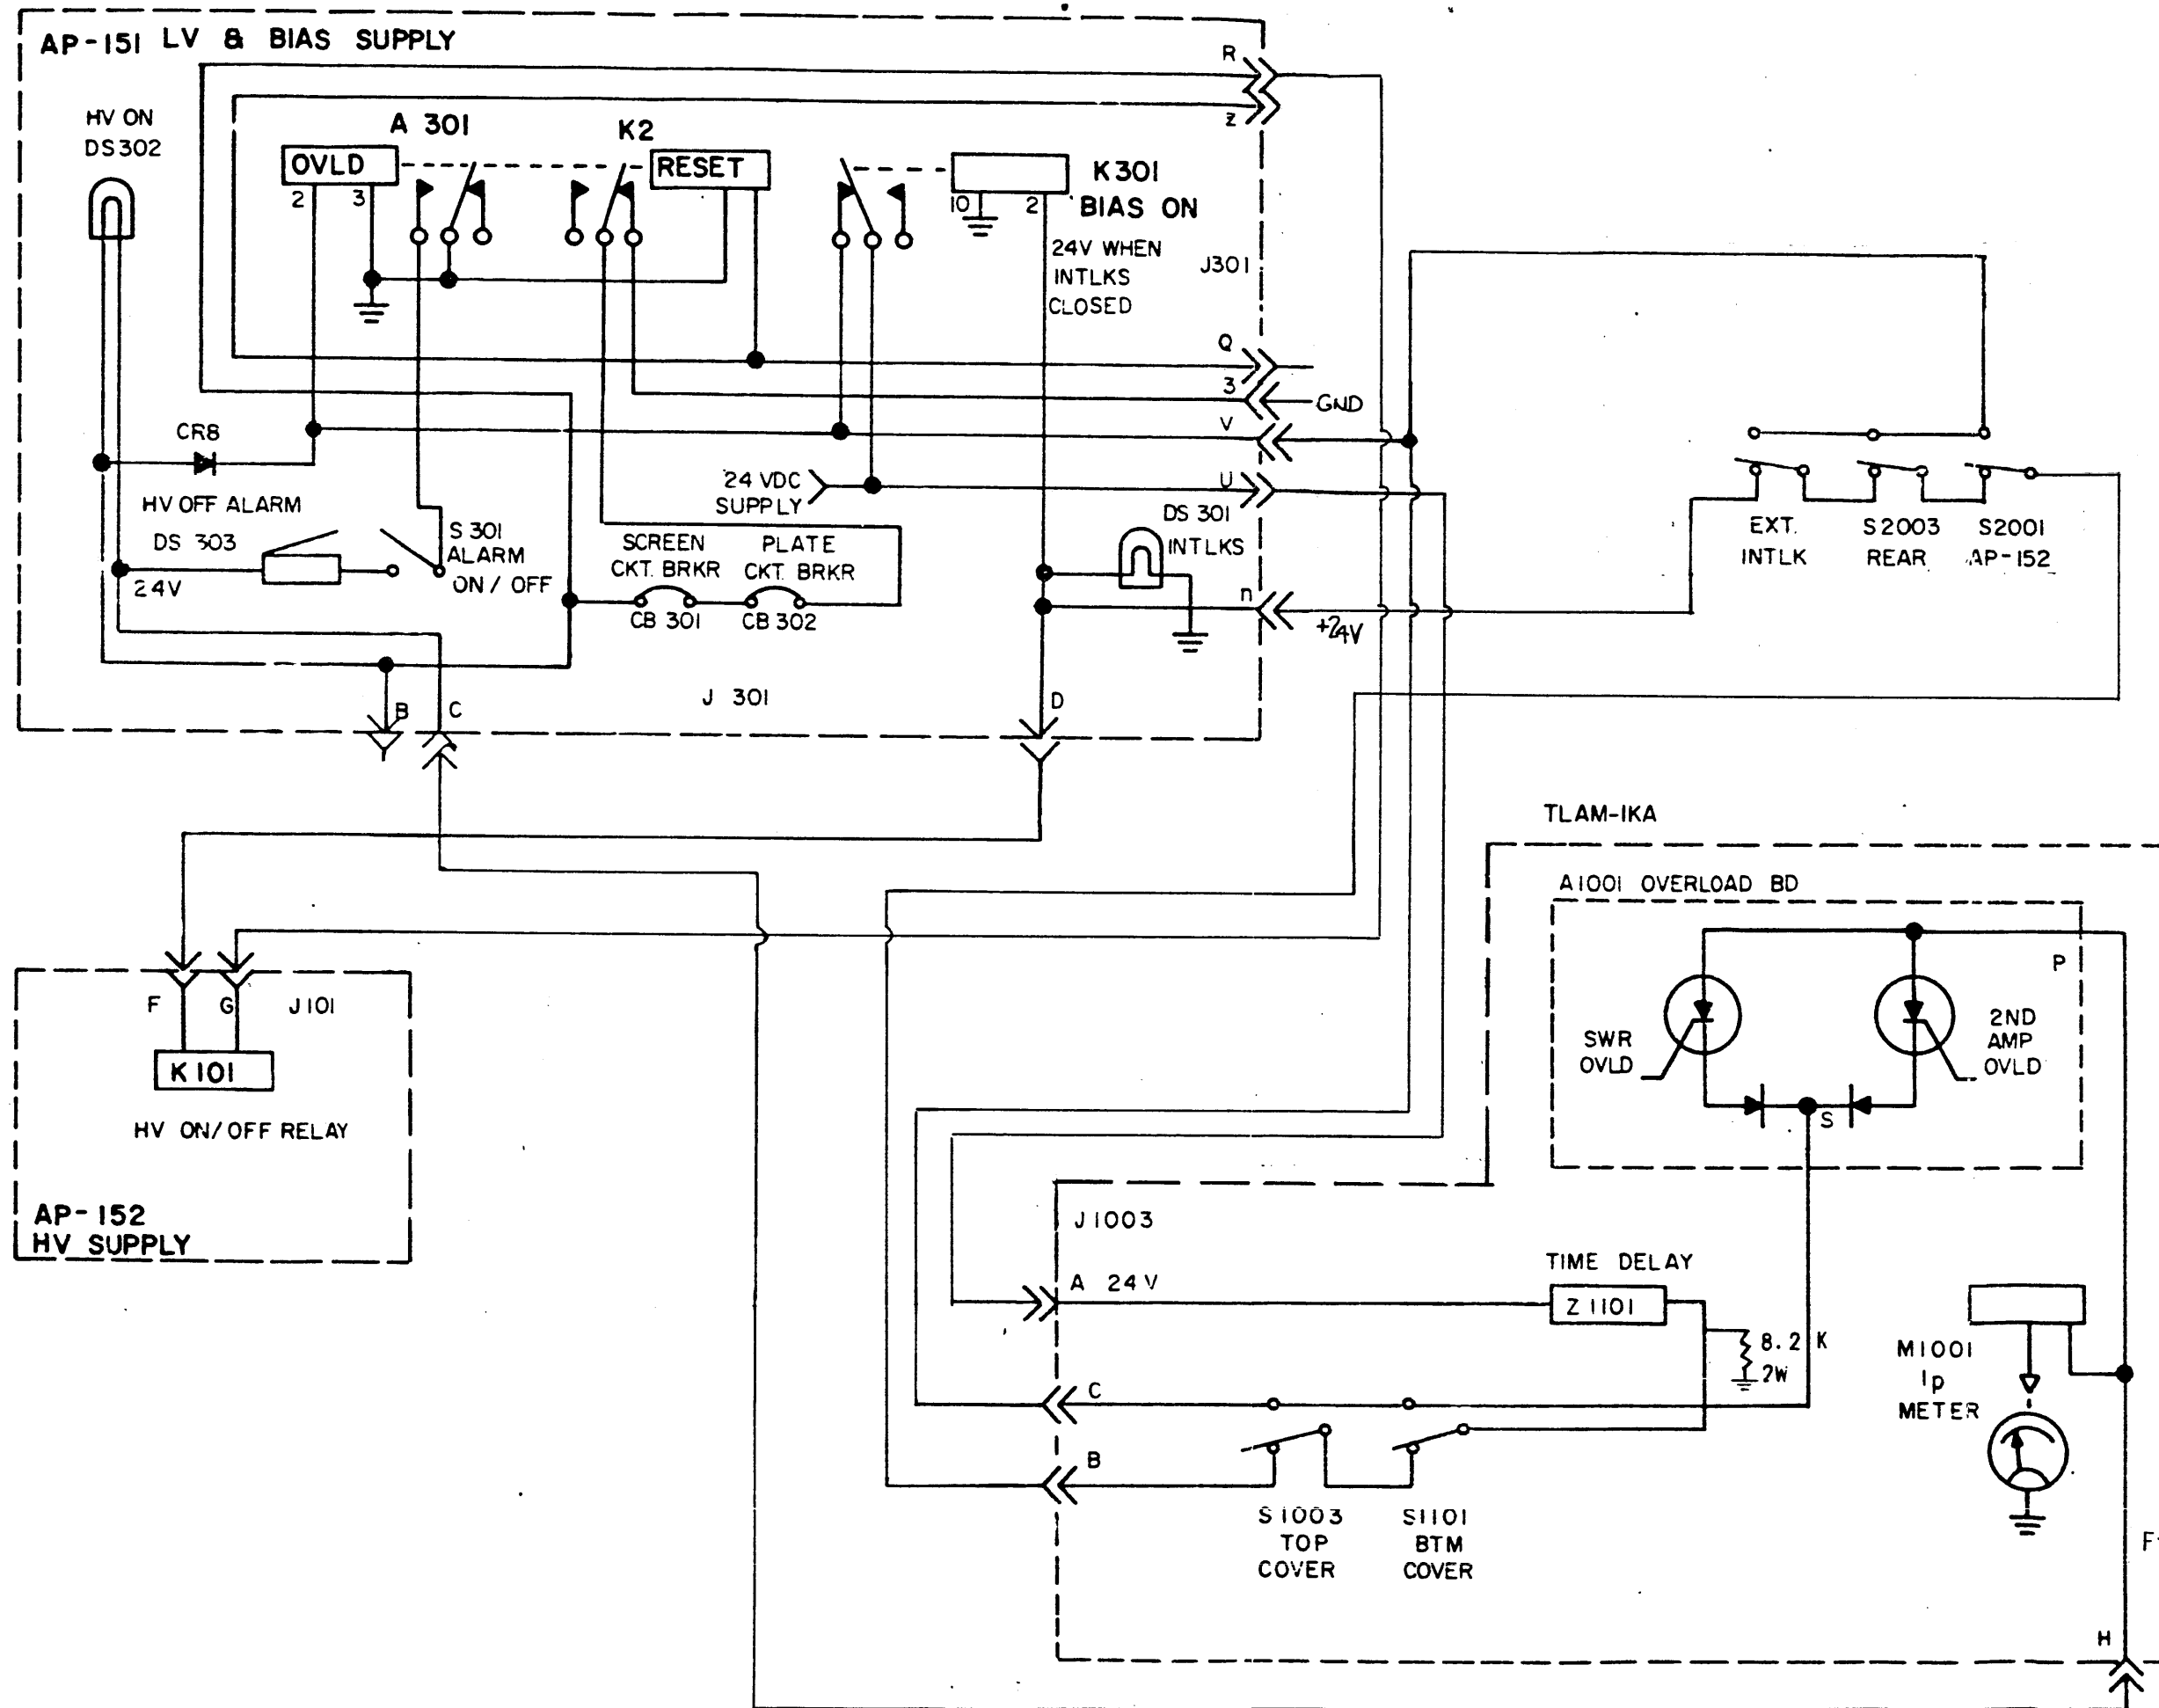 AP-151 LV & BIAS SUPPLY
R
Z
HV ON
DS302
A 301
K2
OVLD
RESET
2
3
K301
BIAS ON
10
2
24V WHEN
INTLKS
CLOSED
J301
Q
3
GND
V
CR8
24 VDC
SUPPLY
U
HV OFF ALARM
DS 303
24V
S 301
ALARM
ON / OFF
SCREEN
CKT. BRKR
CB 301
PLATE
CKT. BRKR
CB 302
DS 301
INTLKS
n
+24V
EXT.
INTLK
S2003
REAR
S2001
AP-152
B
C
J 301
D
TLAM-1KA
A1001 OVERLOAD BD
P
SWR
OVLD
2ND
AMP
OVLD
S
F
G
J101
K 101
HV ON/OFF RELAY
AP-152
HV SUPPLY
J1003
A 24V
TIME DELAY
Z 1101
8.2 K
2W
C
B
S1003
TOP
COVER
S1101
BTM
COVER
M1001
Ip
METER
F
H